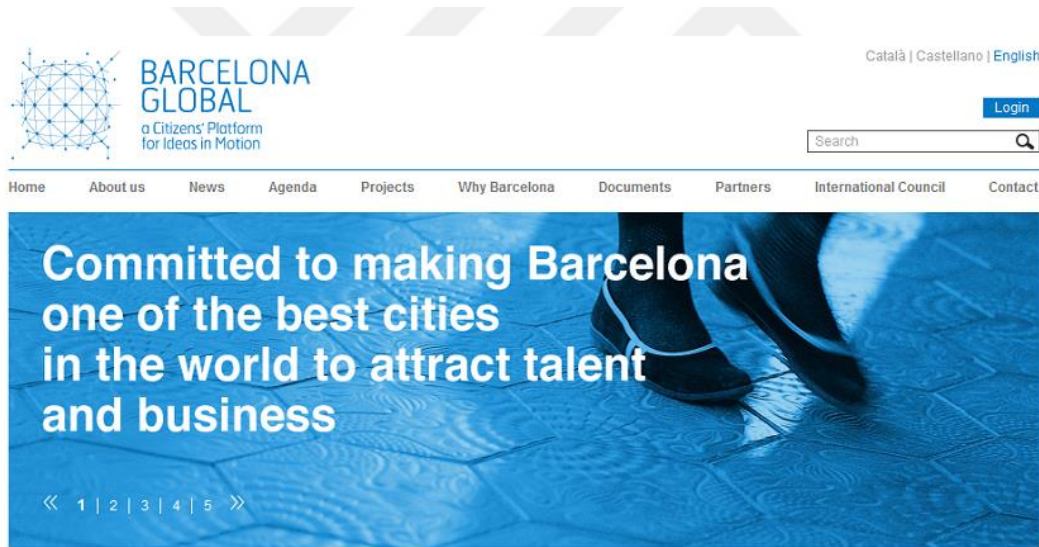 BARCELONA
GLOBAL
a Citizens' Platform
for Ideas in Motion
Català | Castellano | English
Login
Search
Home About us News Agenda Projects Why Barcelona Documents Partners International Council Contact
Committed to making Barcelona
one of the best cities
in the world to attract talent
and business
« 1 | 2 | 3 | 4 | 5 »